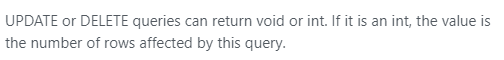 UPDATE or DELETE queries can return void or int. If it is an int, the value is
the number of rows affected by this query.